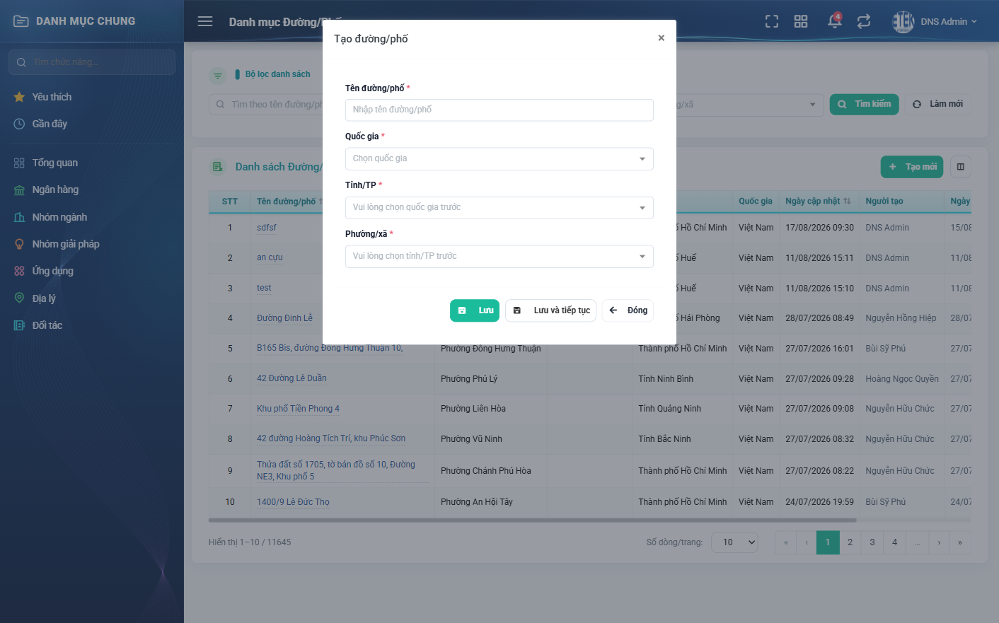 DANH MỤC CHUNG
Tìm chức năng...
Yêu thích
Gần đây
Tổng quan
Ngân hàng
Nhóm ngành
Nhóm giải pháp
Ứng dụng
Địa lý
Đối tác
Danh mục Đường/Phố
4
DNS Admin
Bộ lọc danh sách
Tìm theo tên đường/ph
g/xã
Tìm kiếm
Làm mới
Danh sách Đường/
Tạo mới
Tạo đường/phố
×
Tên đường/phố *
Nhập tên đường/phố
Quốc gia *
Chọn quốc gia
Tỉnh/TP *
Vui lòng chọn quốc gia trước
Phường/xã *
Vui lòng chọn tỉnh/TP trước
Lưu
Lưu và tiếp tục
Đóng
STT Tên đường/phố Quốc gia Ngày cập nhật Người tạo Ngày
1 sdfsf ố Hồ Chí Minh Việt Nam 17/08/2026 09:30 DNS Admin 15/08
2 an cựu ố Huế Việt Nam 11/08/2026 15:11 DNS Admin 11/08
3 test ố Huế Việt Nam 11/08/2026 15:10 DNS Admin 11/08
4 Đường Đinh Lễ ố Hải Phòng Việt Nam 28/07/2026 08:49 Nguyễn Hồng Hiệp 28/07
5 B165 Bis, đường Đông Hưng Thuận 10, Phường Đông Hưng Thuận Thành phố Hồ Chí Minh Việt Nam 27/07/2026 16:01 Bùi Sỹ Phú 27/07
6 42 Đường Lê Duẩn Phường Phủ Lý Tỉnh Ninh Bình Việt Nam 27/07/2026 09:28 Hoàng Ngọc Quyền 27/07
7 Khu phố Tiền Phong 4 Phường Liên Hòa Tỉnh Quảng Ninh Việt Nam 27/07/2026 09:08 Nguyễn Hữu Chức 27/07
8 42 đường Hoàng Tích Trí, khu Phúc Sơn Phường Vũ Ninh Tỉnh Bắc Ninh Việt Nam 27/07/2026 08:32 Nguyễn Hữu Chức 27/07
9 Thửa đất số 1705, tờ bản đồ số 10, Đường NE3, Khu phố 5 Phường Chánh Phú Hòa Thành phố Hồ Chí Minh Việt Nam 27/07/2026 08:22 Nguyễn Hữu Chức 27/07
10 1400/9 Lê Đức Thọ Phường An Hội Tây Thành phố Hồ Chí Minh Việt Nam 24/07/2026 19:59 Bùi Sỹ Phú 24/07
Hiển thị 1–10 / 11645
Số dòng/trang: 10
« ‹ 1 2 3 4 ... › »